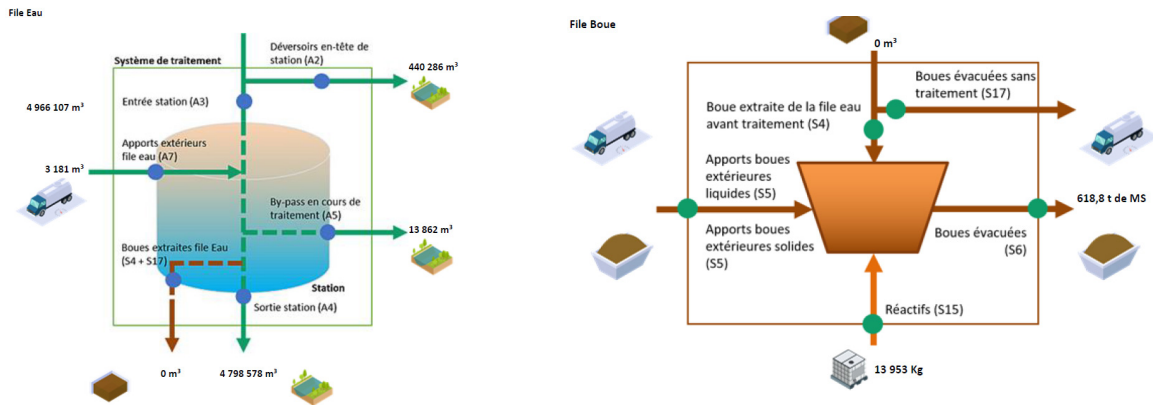 File Eau
Déversoirs en-tête de
station (A2)
Système de traitement
440 286 m³
4 966 107 m³
Entrée station (A3)
Apports extérieurs
file eau (A7)
3 181 m³
By-pass en cours de
traitement (A5)
13 862 m³
Boues extraites file Eau
(S4 + S17)
Station
Sortie station (A4)
0 m³
4 798 578 m³
File Boue
0 m³
Boues évacuées sans
traitement (S17)
Boue extraite de la file eau
avant traitement (S4)
Apports boues
extérieures
liquides (S5)
618,8 t de MS
Apports boues
extérieures solides
(S5)
Boues évacuées
(S6)
Réactifs (S15)
13 953 Kg